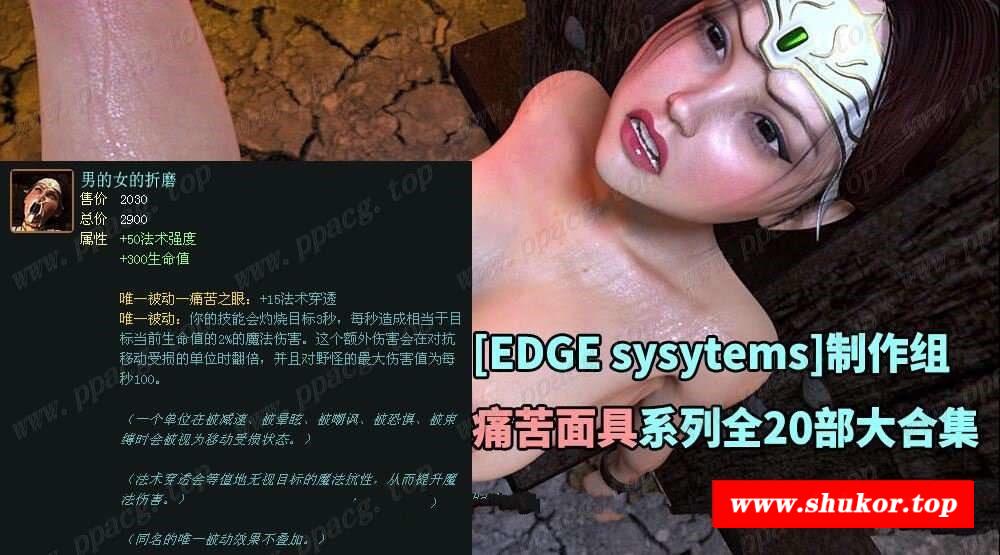 男的女的折磨
售价 2030
总价 2900
属性 +50法术强度
+300生命值
唯一被动一痛苦之眼：+15法术穿透
唯一被动：你的技能会灼烧目标3秒，每秒造成相当于目
标当前生命值的2%的魔法伤害。这个额外伤害会在对抗
移动受损的单位时翻倍，并且对野怪的最大伤害值为每
秒100。
（一个单位在被减速、被晕眩、被嘲讽、被恐惧、被束
缚时会被视为移动受损状态。）
（法术穿透会等值地无视目标的魔法抗性，从而提升魔
法伤害。 ）
（同名的唯一被动效果不叠加。）
[EDGE sysytems]制作组
痛苦面具系列全20部大合集
www.shukor.top
www.ppacg.top